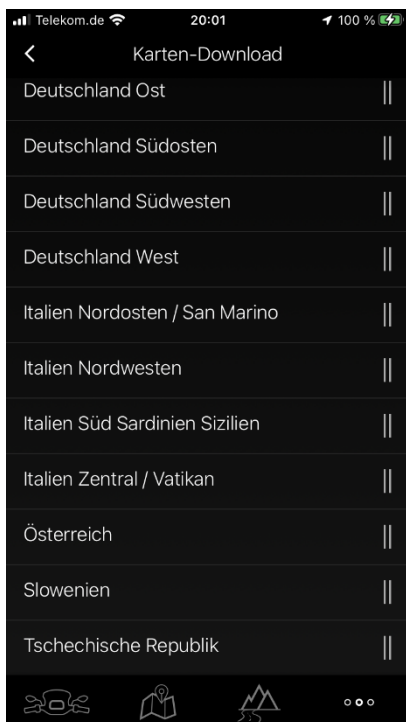 Telekom.de 20:01 100 %
Karten-Download
Deutschland Ost
Deutschland Südosten
Deutschland Südwesten
Deutschland West
Italien Nordosten / San Marino
Italien Nordwesten
Italien Süd Sardinien Sizilien
Italien Zentral / Vatikan
Österreich
Slowenien
Tschechische Republik